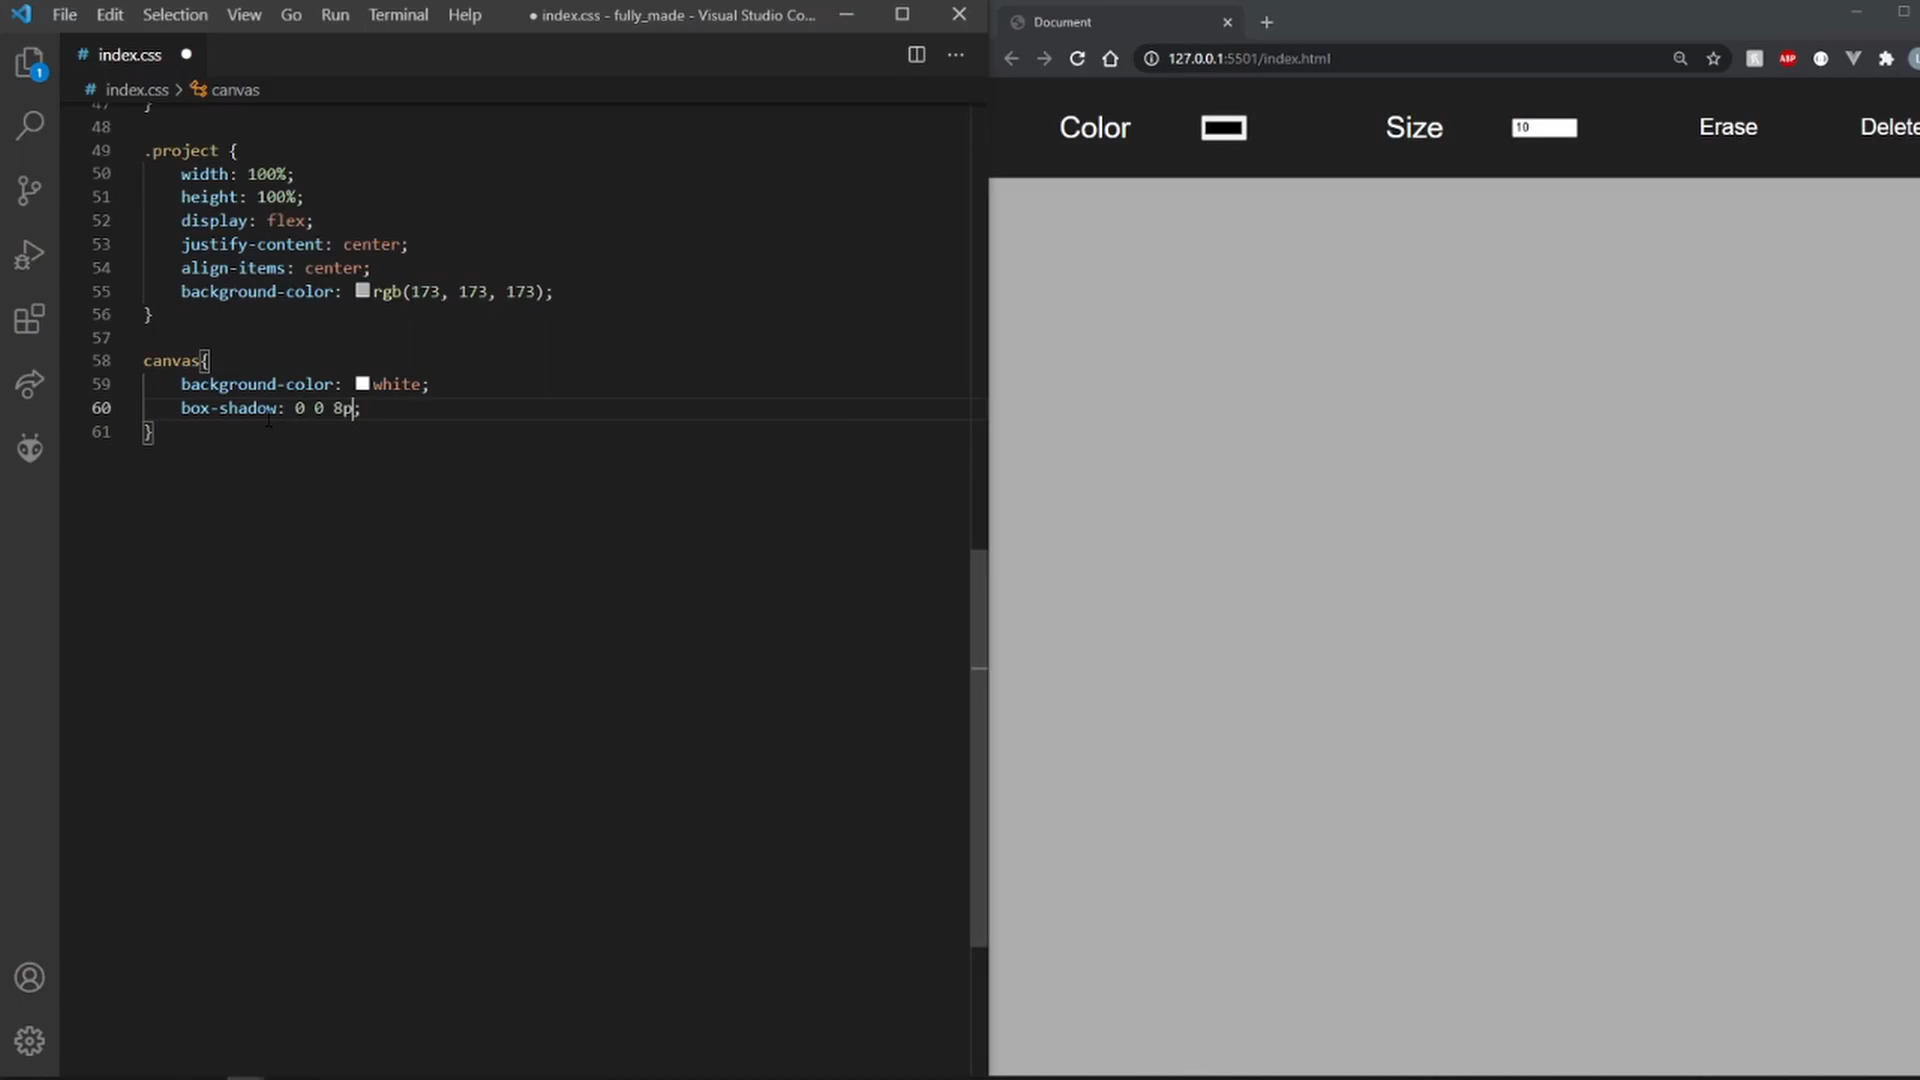 File Edit Selection View Go Run Terminal Help ● index.css - fully_made - Visual Studio Co...
# index.css ●
# index.css > canvas
1
47 }
48
49 .project {
50 width: 100%;
51 height: 100%;
52 display: flex;
53 justify-content: center;
54 align-items: center;
55 background-color: rgb(173, 173, 173);
56 }
57
58 canvas{
59 background-color: white;
60 box-shadow: 0 0 8p;
61 }
Document
127.0.0.1:5501/index.html
ABP
Color Size 10 Erase Delete